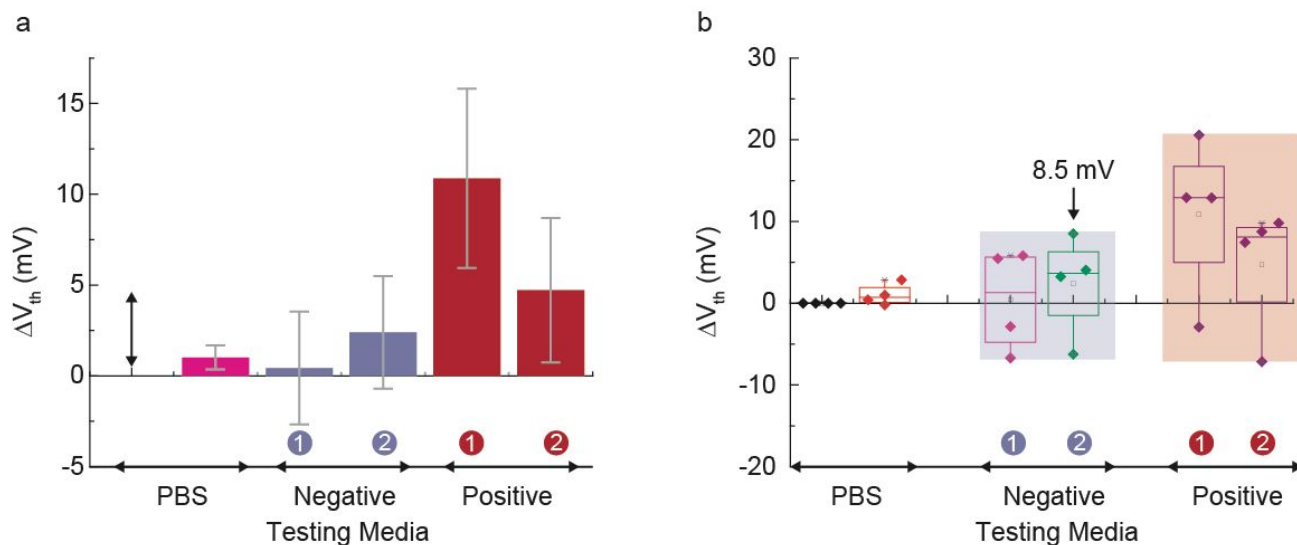 a
ΔVth (mV)
15
10
5
0
-5
1
2
1
2
PBS
Negative
Positive
Testing Media
b
ΔVth (mV)
30
20
10
0
-10
-20
8.5 mV
1
2
1
2
PBS
Negative
Positive
Testing Media